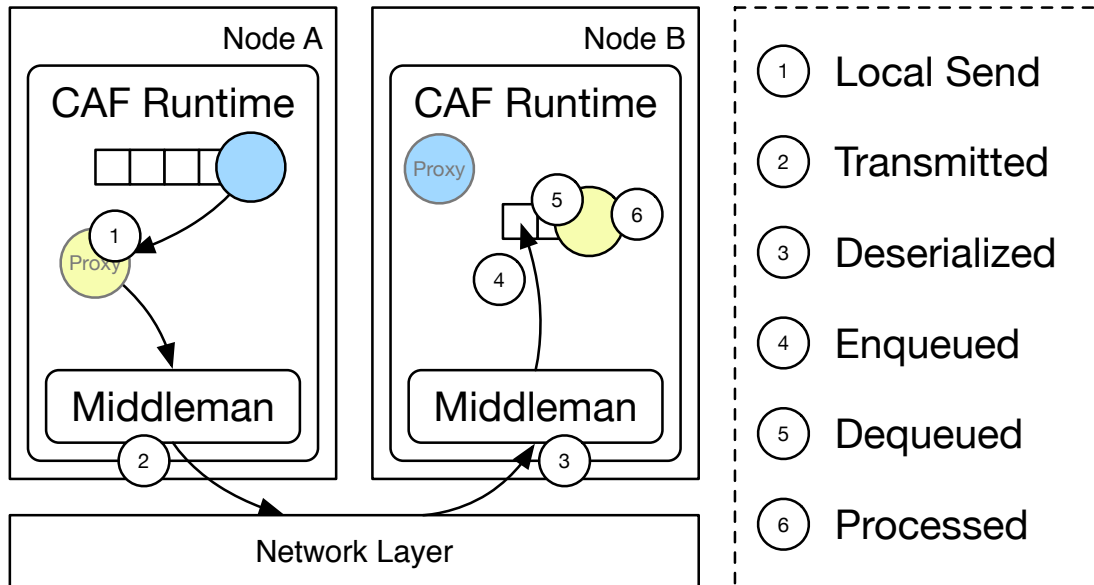 Node A
CAF Runtime
1
Proxy
Middleman
2
Node B
CAF Runtime
Proxy
5
6
4
Middleman
3
Network Layer
1 Local Send
2 Transmitted
3 Deserialized
4 Enqueued
5 Dequeued
6 Processed